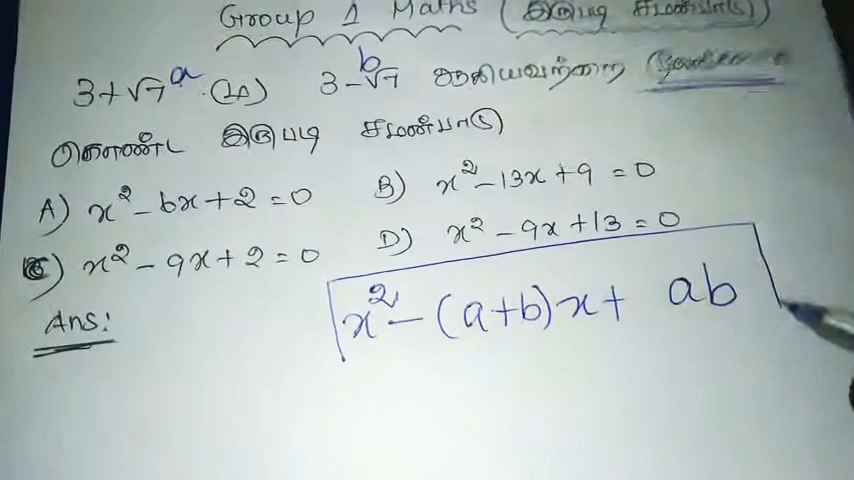 Group 1 Maths (இருபடி சமன்பாடு)
3+√7 a (ம) 3-√7 b ஆகியவற்றை
கொண்ட இருபடி சமன்பாடு
A) x² - 6x + 2 = 0 B) x² - 13x + 9 = 0
C) x² - 9x + 2 = 0 D) x² - 9x + 13 = 0
Ans: x² - (a+b)x + ab